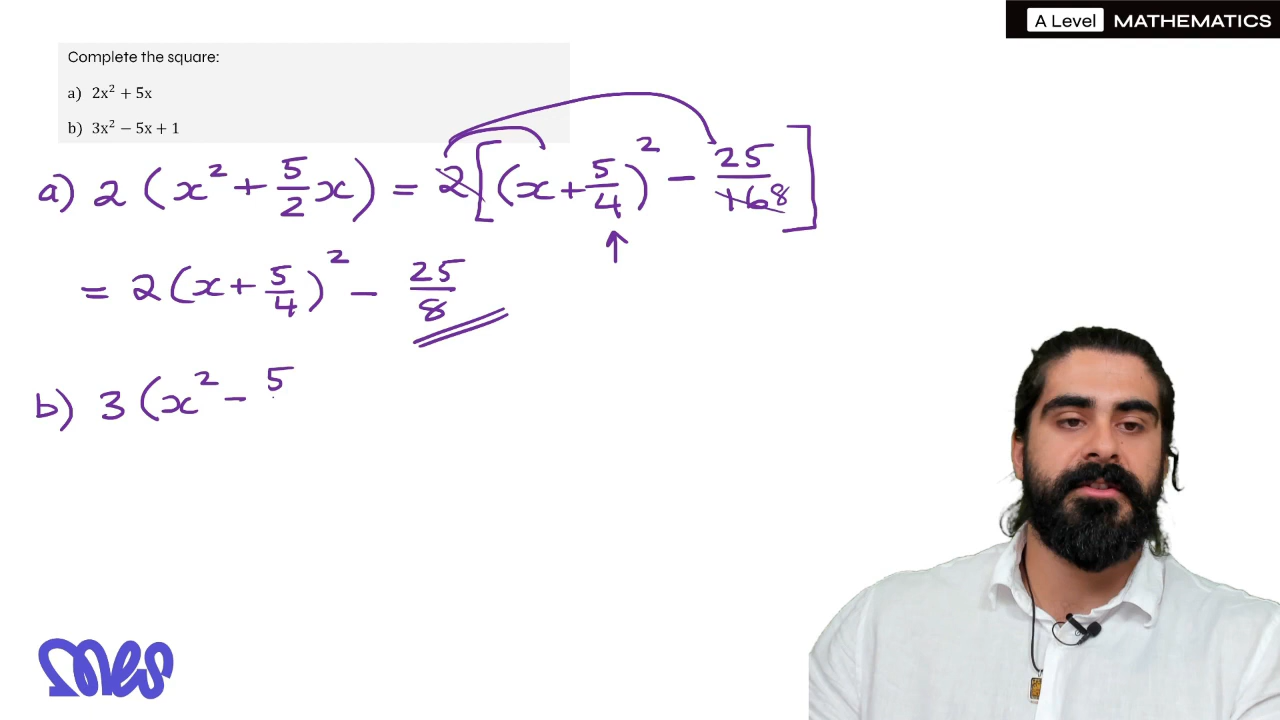 A Level MATHEMATICS
Complete the square:
a) 2x² + 5x
b) 3x² − 5x + 1
a) 2 (x² + 5/2 x) = 2[(x + 5/4)² − 25/16 8]
= 2(x + 5/4)² − 25/8
b) 3 (x² − 5
mes